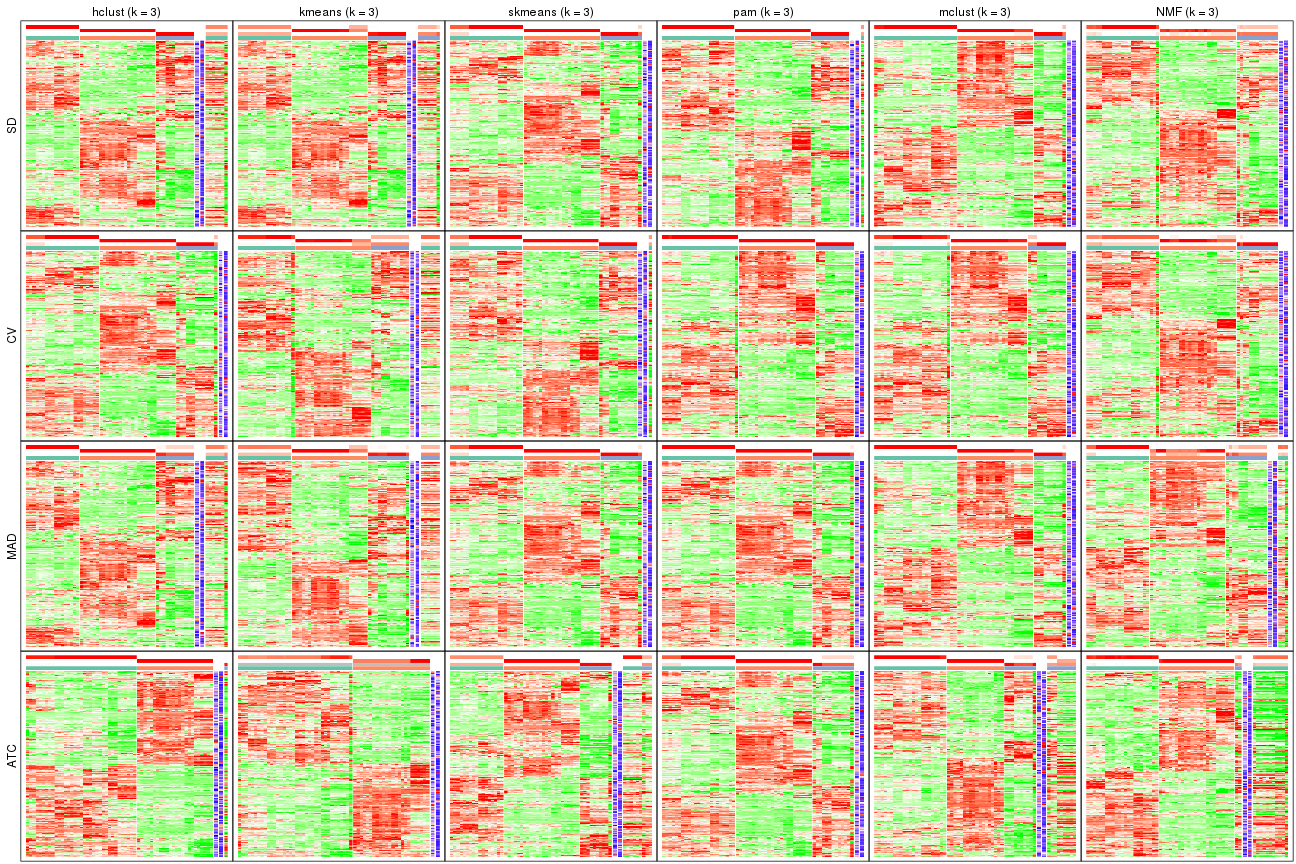 hclust (k = 3) kmeans (k = 3) skmeans (k = 3) pam (k = 3) mclust (k = 3) NMF (k = 3)
SD
CV
MAD
ATC